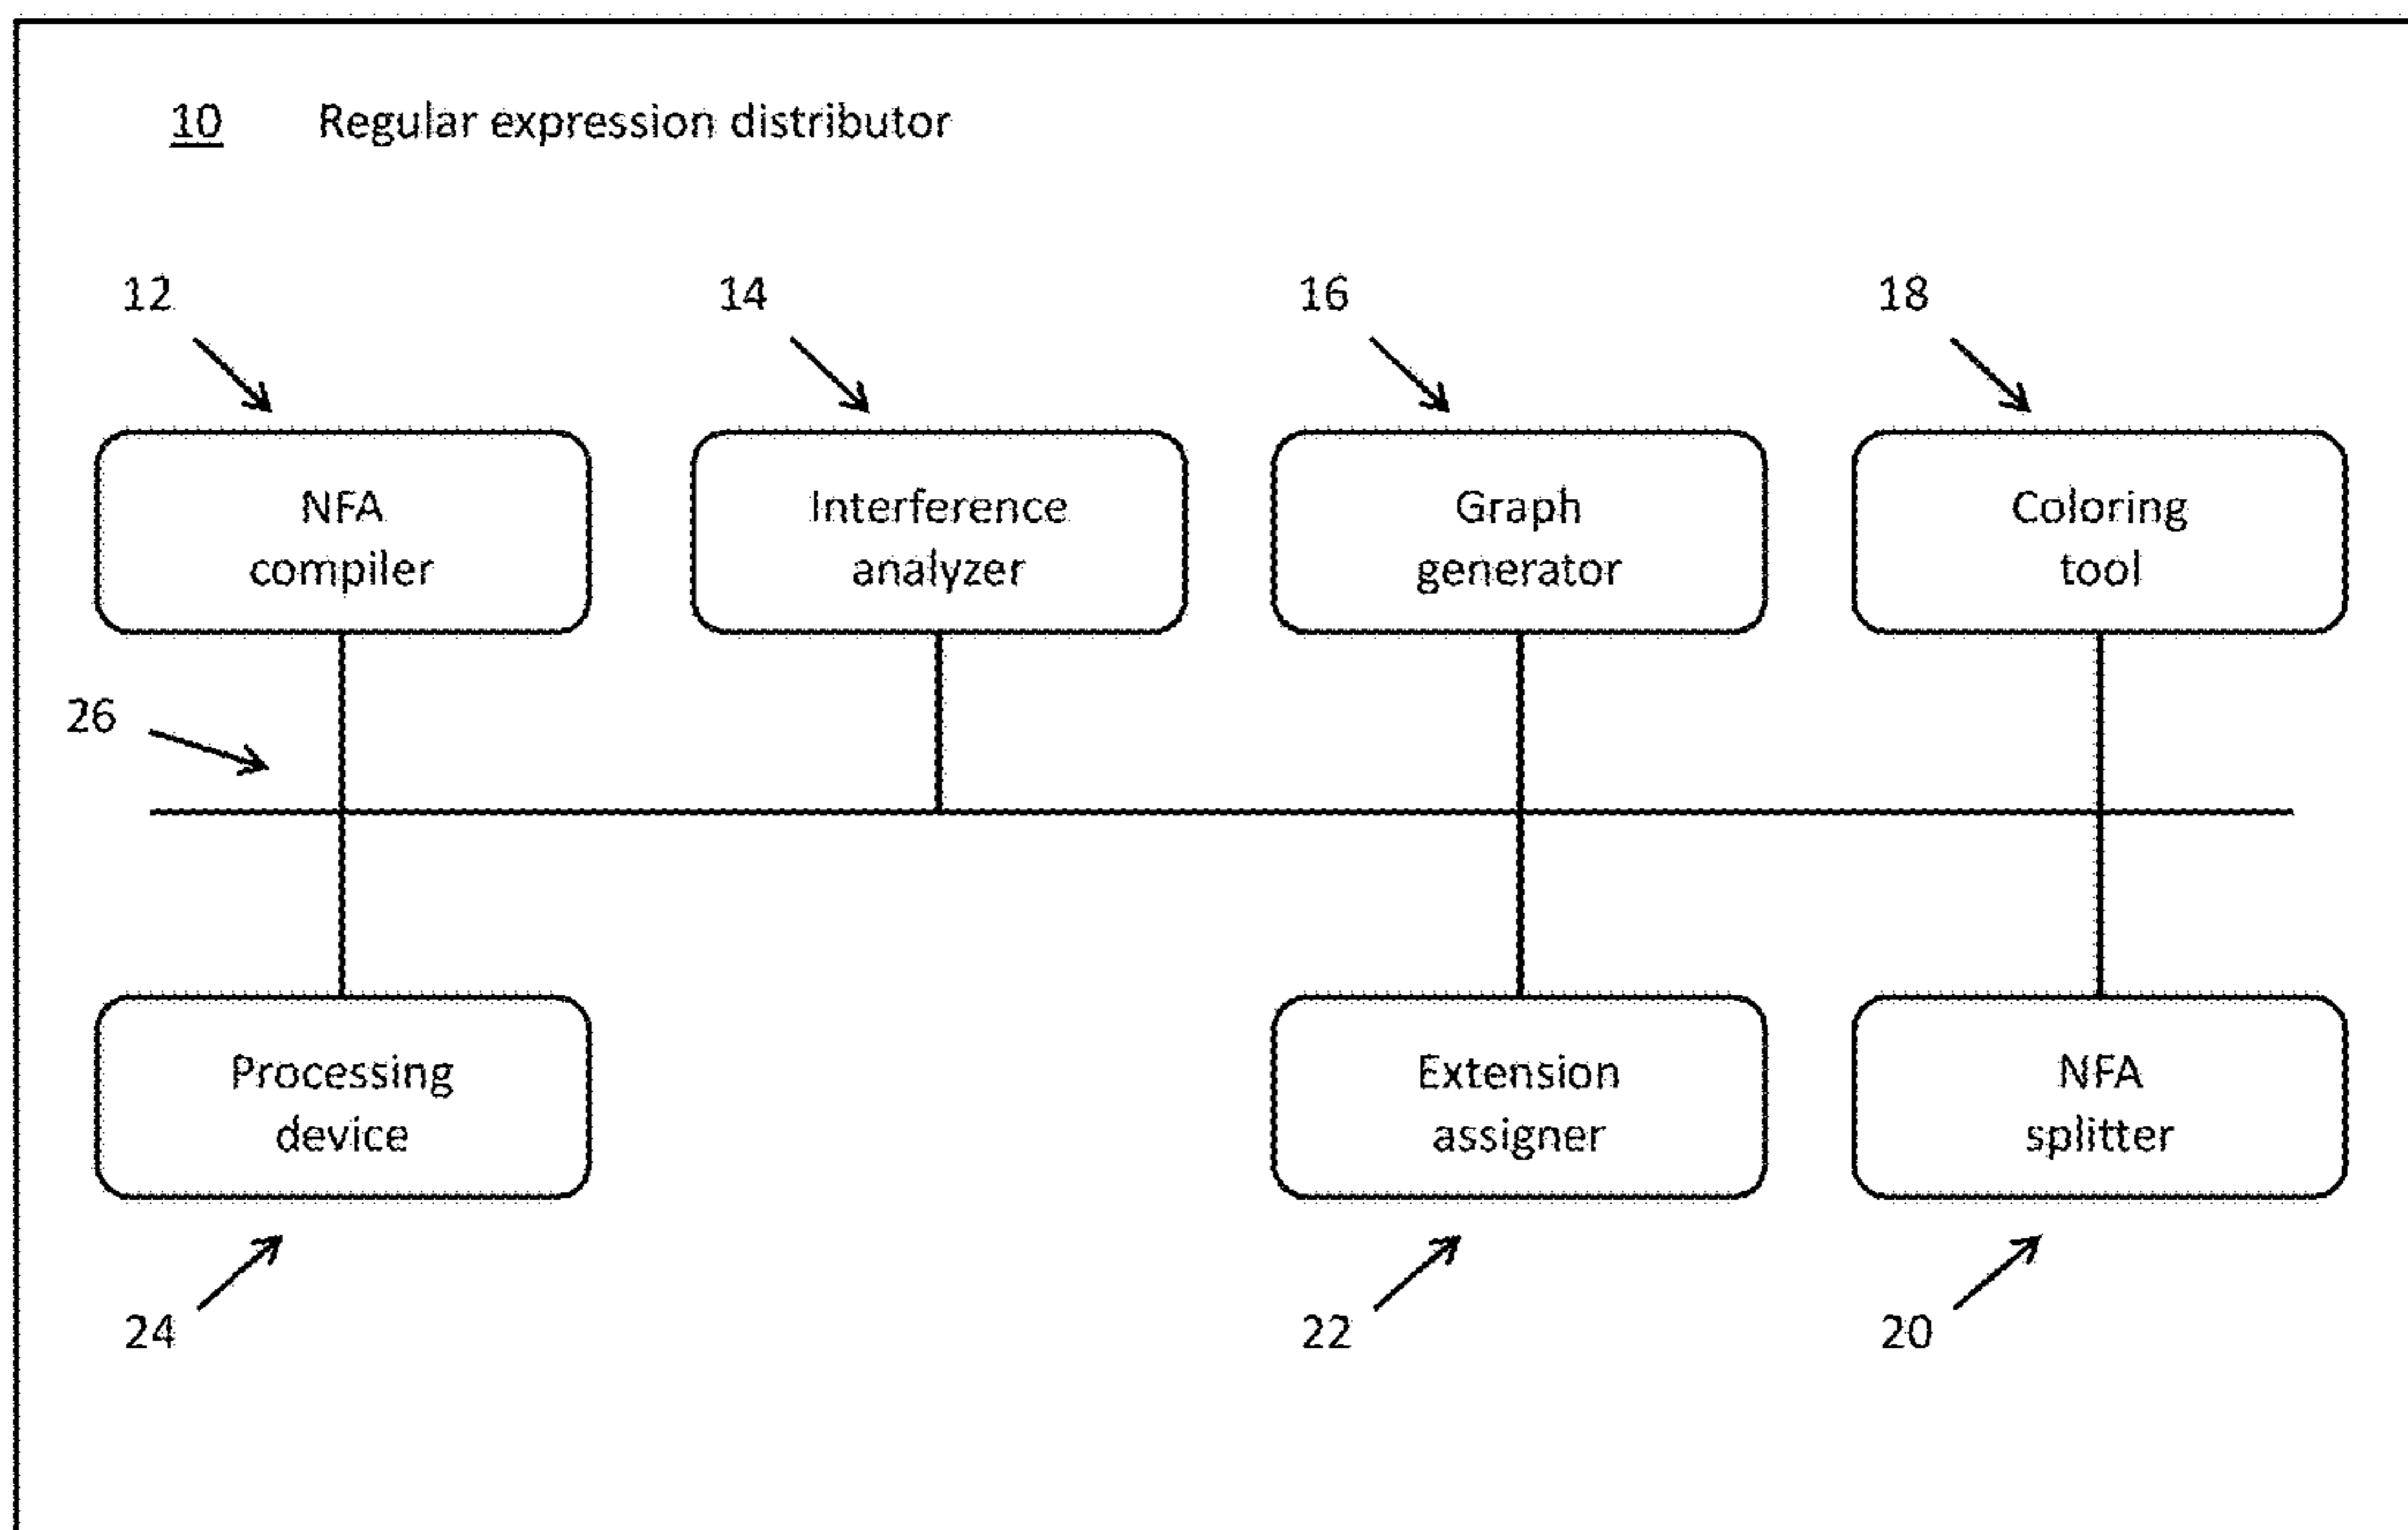 10 Regular expression distributor
12
14
16
18
NFA
compiler
Interference
analyzer
Graph
generator
Coloring
tool
26
Processing
device
Extension
assigner
NFA
splitter
24
22
20